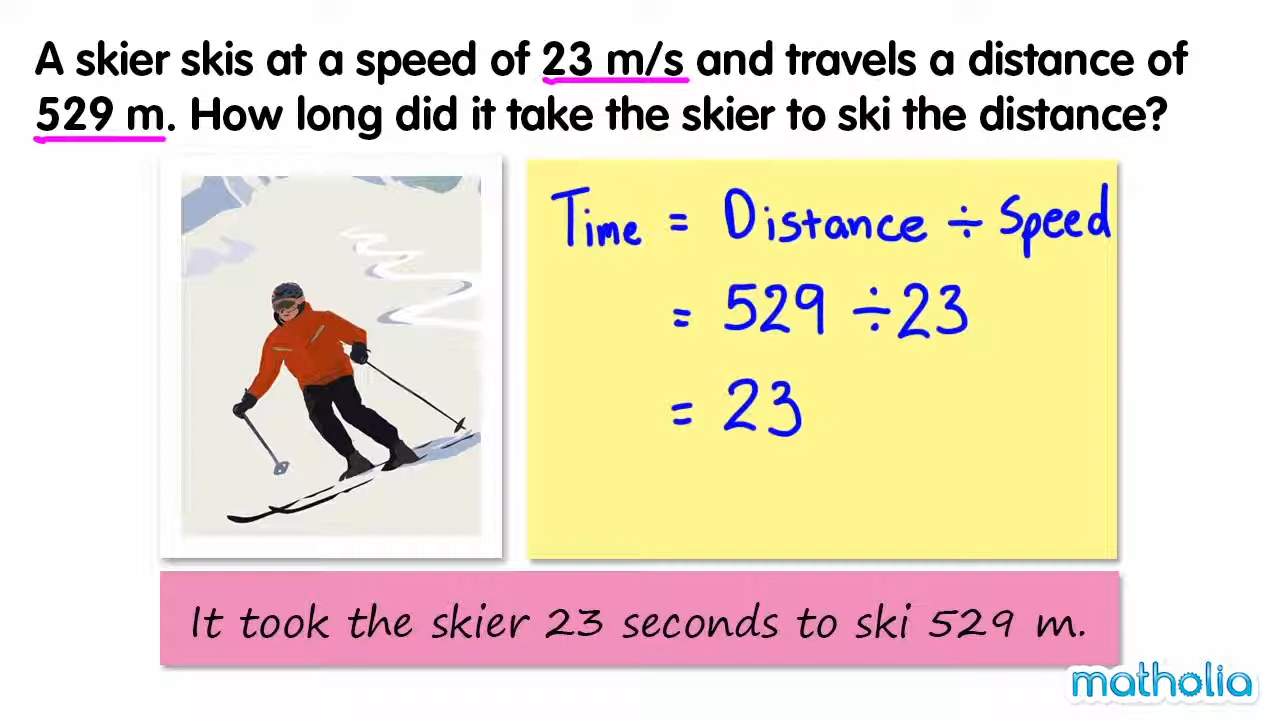 A skier skis at a speed of 23 m/s and travels a distance of
529 m. How long did it take the skier to ski the distance?
Time = Distance ÷ Speed
= 529 ÷ 23
= 23
It took the skier 23 seconds to ski 529 m.
matholia